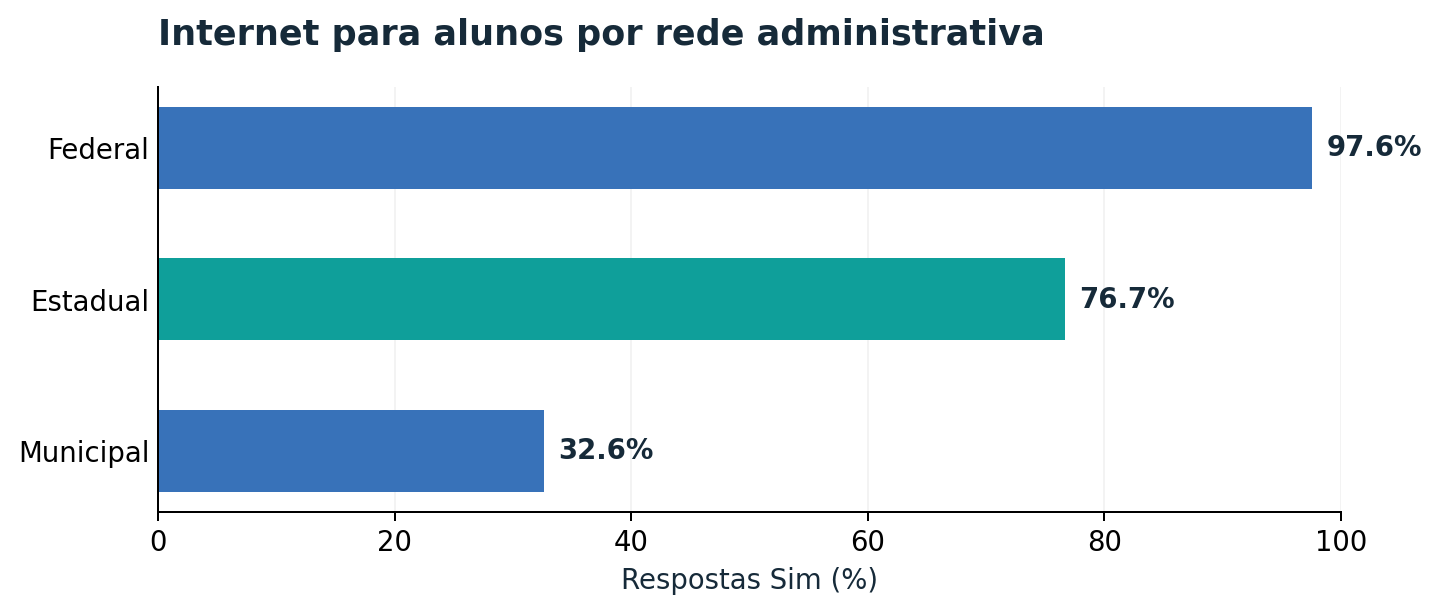 Internet para alunos por rede administrativa
Federal
97.6%
Estadual
76.7%
Municipal
32.6%
0 20 40 60 80 100
Respostas Sim (%)